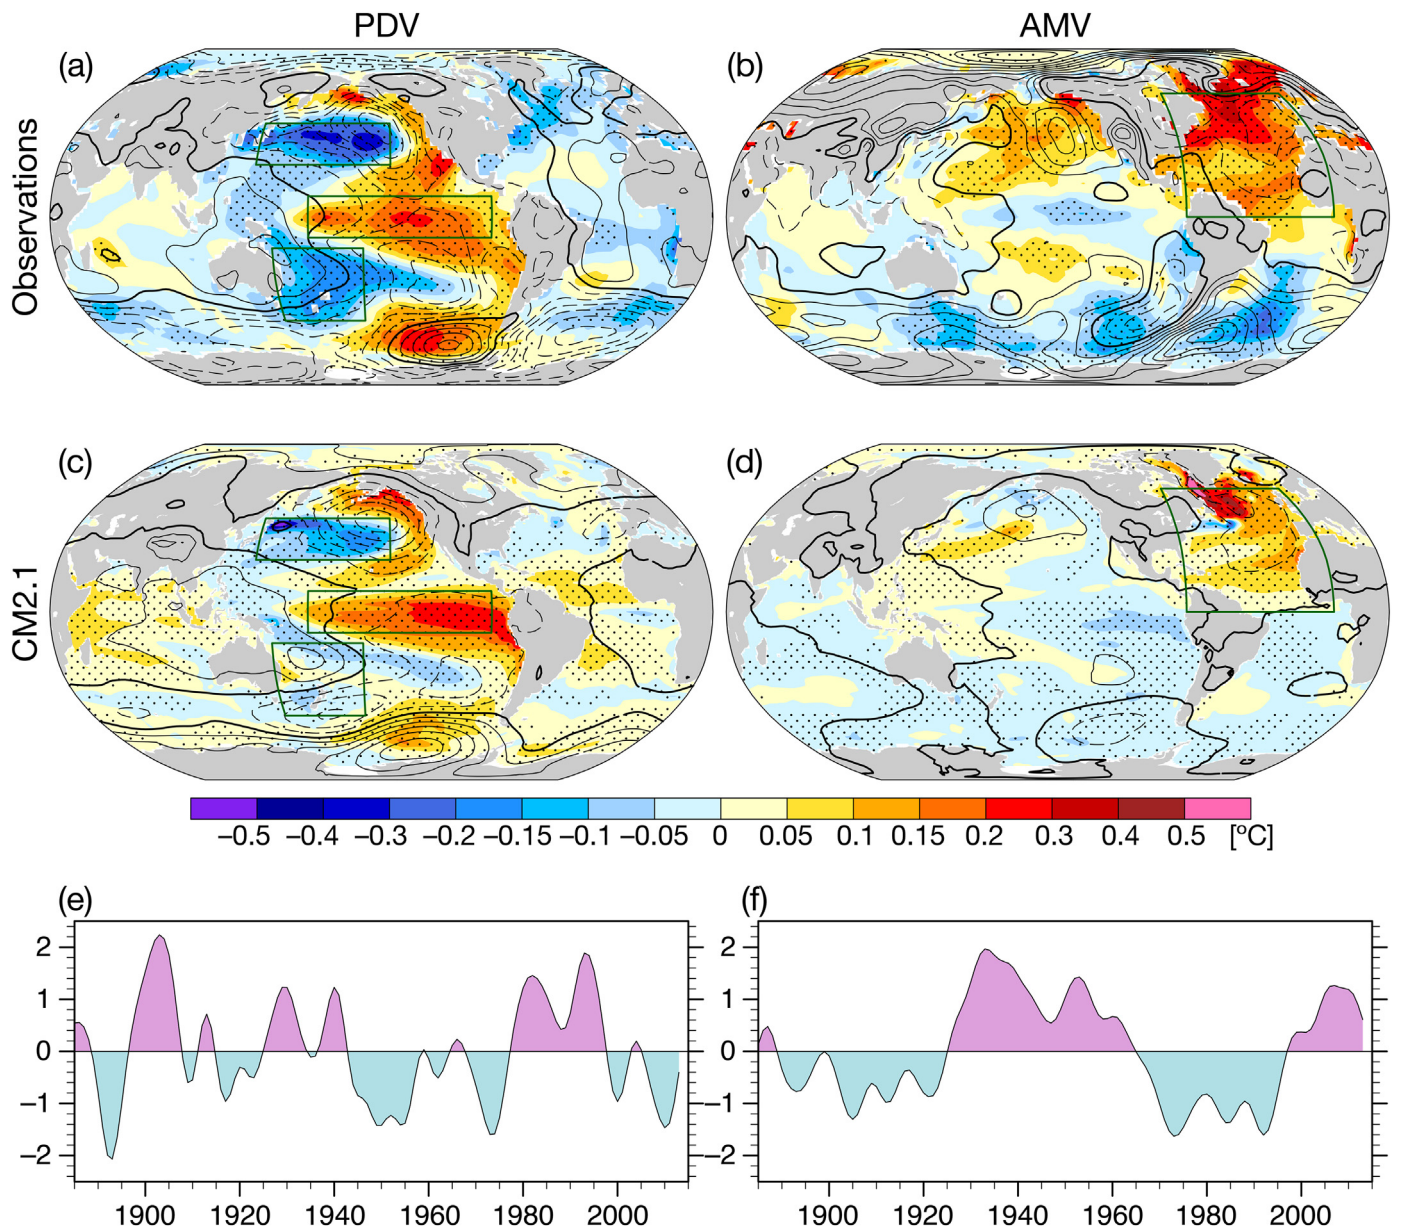 PDV AMV
(a) (b)
Observations
(c) (d)
CM2.1
−0.5 −0.4 −0.3 −0.2 −0.15 −0.1 −0.05 0 0.05 0.1 0.15 0.2 0.3 0.4 0.5 [ºC]
(e) (f)
2 2
1 1
0 0
−1 −1
−2 −2
1900 1920 1940 1960 1980 2000 1900 1920 1940 1960 1980 2000